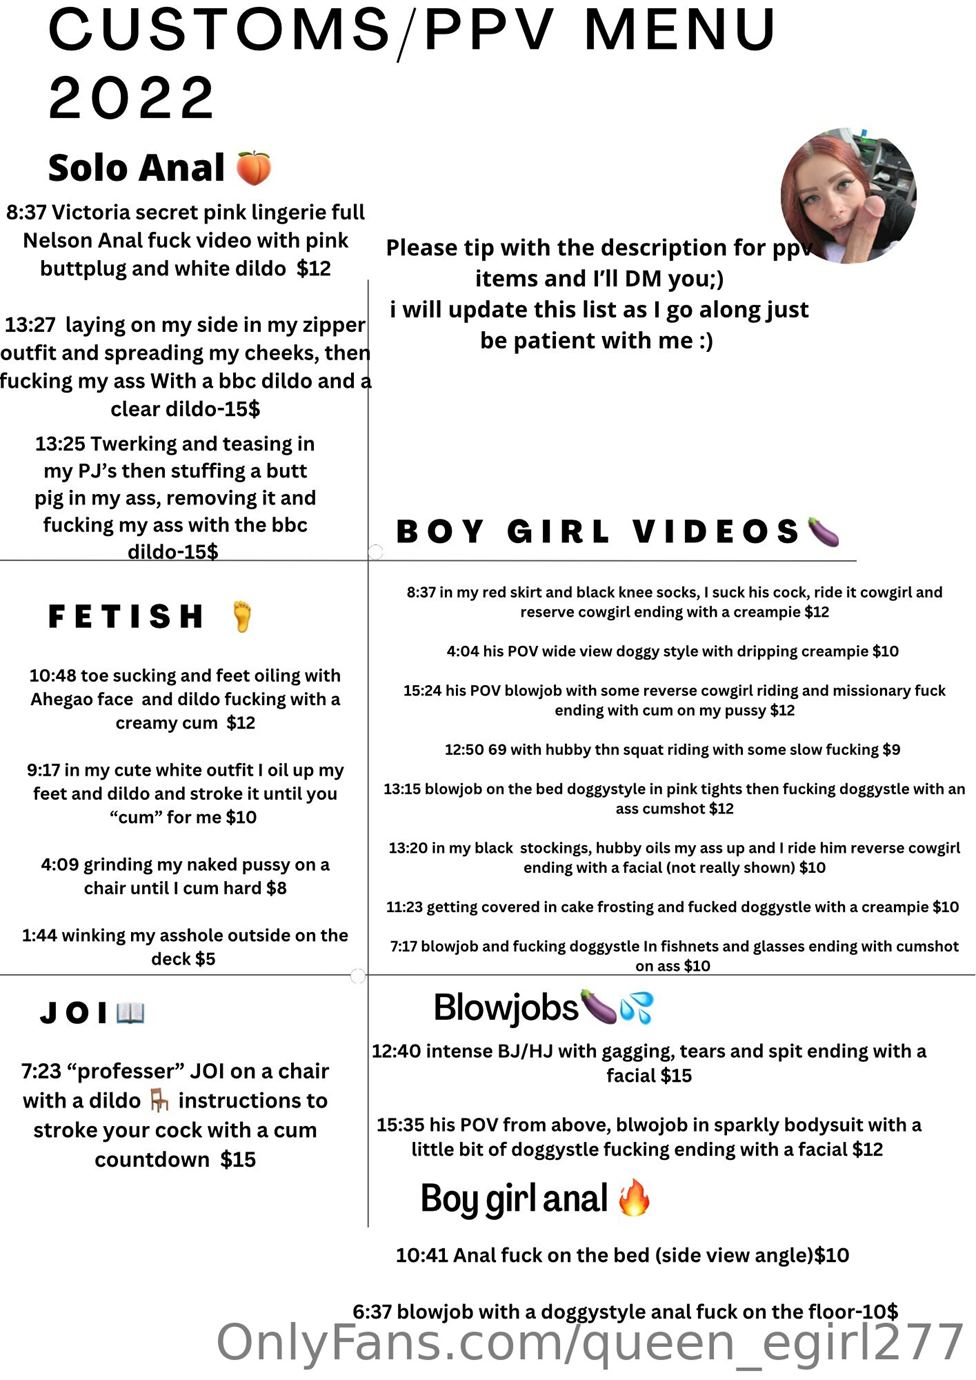 CUSTOMS/PPV MENU
2022
Solo Anal 🍑
8:37 Victoria secret pink lingerie full
Nelson Anal fuck video with pink
buttplug and white dildo $12
13:27 laying on my side in my zipper
outfit and spreading my cheeks, then
fucking my ass With a bbc dildo and a
clear dildo-15$
13:25 Twerking and teasing in
my PJ’s then stuffing a butt
pig in my ass, removing it and
fucking my ass with the bbc
dildo-15$
Please tip with the description for ppv
items and I’ll DM you;)
i will update this list as I go along just
be patient with me :)
FETISH 🦶
10:48 toe sucking and feet oiling with
Ahegao face and dildo fucking with a
creamy cum $12
9:17 in my cute white outfit I oil up my
feet and dildo and stroke it until you
“cum” for me $10
4:09 grinding my naked pussy on a
chair until I cum hard $8
1:44 winking my asshole outside on the
deck $5
BOY GIRL VIDEOS🍆
8:37 in my red skirt and black knee socks, I suck his cock, ride it cowgirl and
reserve cowgirl ending with a creampie $12
4:04 his POV wide view doggy style with dripping creampie $10
15:24 his POV blowjob with some reverse cowgirl riding and missionary fuck
ending with cum on my pussy $12
12:50 69 with hubby thn squat riding with some slow fucking $9
13:15 blowjob on the bed doggystyle in pink tights then fucking doggystle with an
ass cumshot $12
13:20 in my black stockings, hubby oils my ass up and I ride him reverse cowgirl
ending with a facial (not really shown) $10
11:23 getting covered in cake frosting and fucked doggystle with a creampie $10
7:17 blowjob and fucking doggystle In fishnets and glasses ending with cumshot
on ass $10
JOI📖
7:23 “professer” JOI on a chair
with a dildo 🪑 instructions to
stroke your cock with a cum
countdown $15
Blowjobs🍆💦
12:40 intense BJ/HJ with gagging, tears and spit ending with a
facial $15
15:35 his POV from above, blwojob in sparkly bodysuit with a
little bit of doggystle fucking ending with a facial $12
Boy girl anal 🔥
10:41 Anal fuck on the bed (side view angle)$10
6:37 blowjob with a doggystyle anal fuck on the floor-10$
OnlyFans.com/queen_egirl277